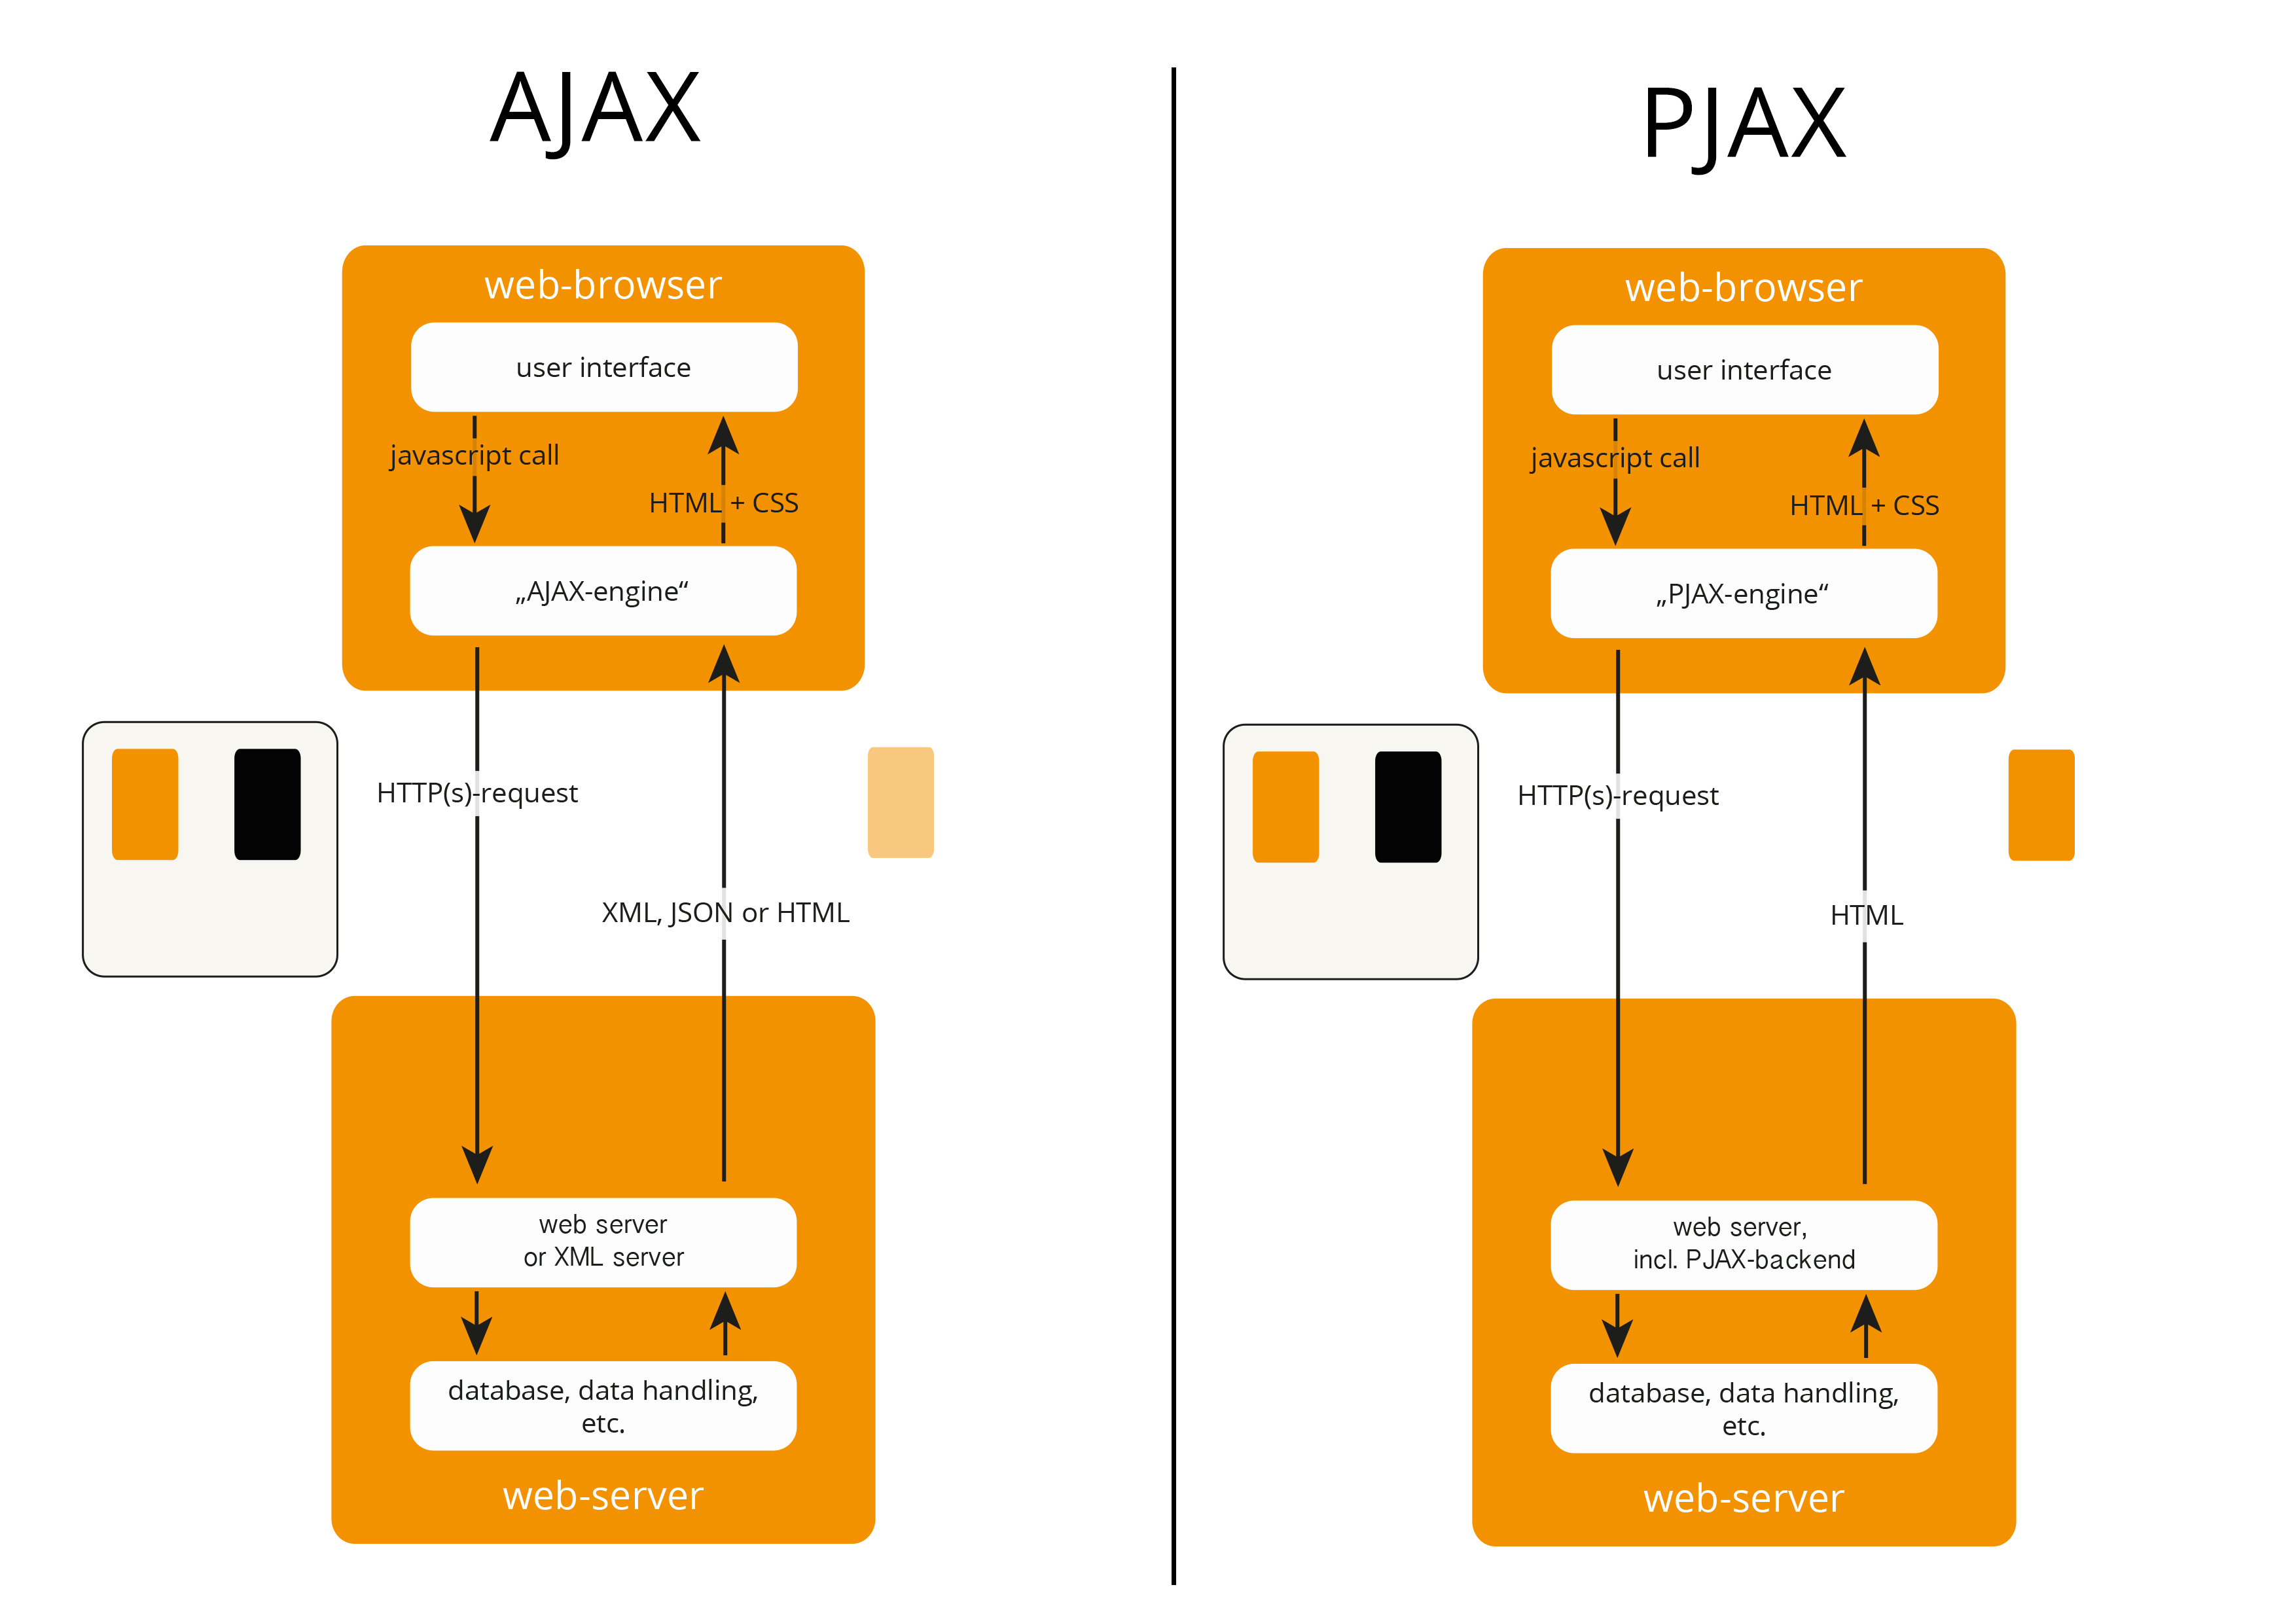 AJAX
web-browser
user interface
javascript call
HTML + CSS
„AJAX-engine“
HTTP(s)-request
XML, JSON or HTML
web server
or XML server
database, data handling,
etc.
web-server
PJAX
web-browser
user interface
javascript call
HTML + CSS
„PJAX-engine“
HTTP(s)-request
HTML
web server,
incl. PJAX-backend
database, data handling,
etc.
web-server